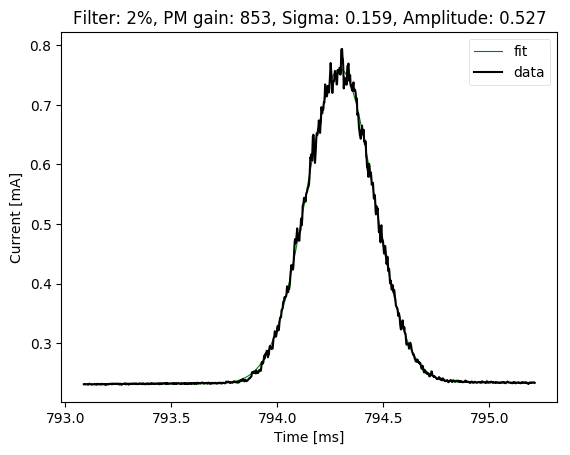 Filter: 2%, PM gain: 853, Sigma: 0.159, Amplitude: 0.527
fit
data
0.8
0.7
0.6
0.5
0.4
0.3
Current [mA]
793.0 793.5 794.0 794.5 795.0
Time [ms]